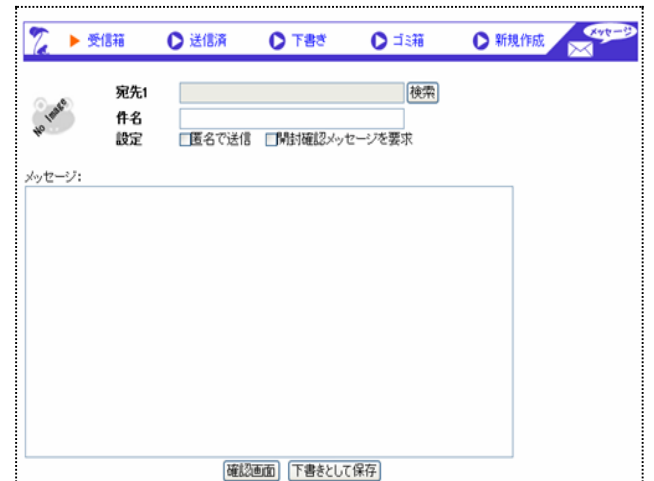 受信箱 送信済 下書き ゴミ箱 新規作成 メッセージ
No Image
宛先1 検索
件名
設定 匿名で送信 開封確認メッセージを要求
メッセージ:
確認画面 下書きとして保存